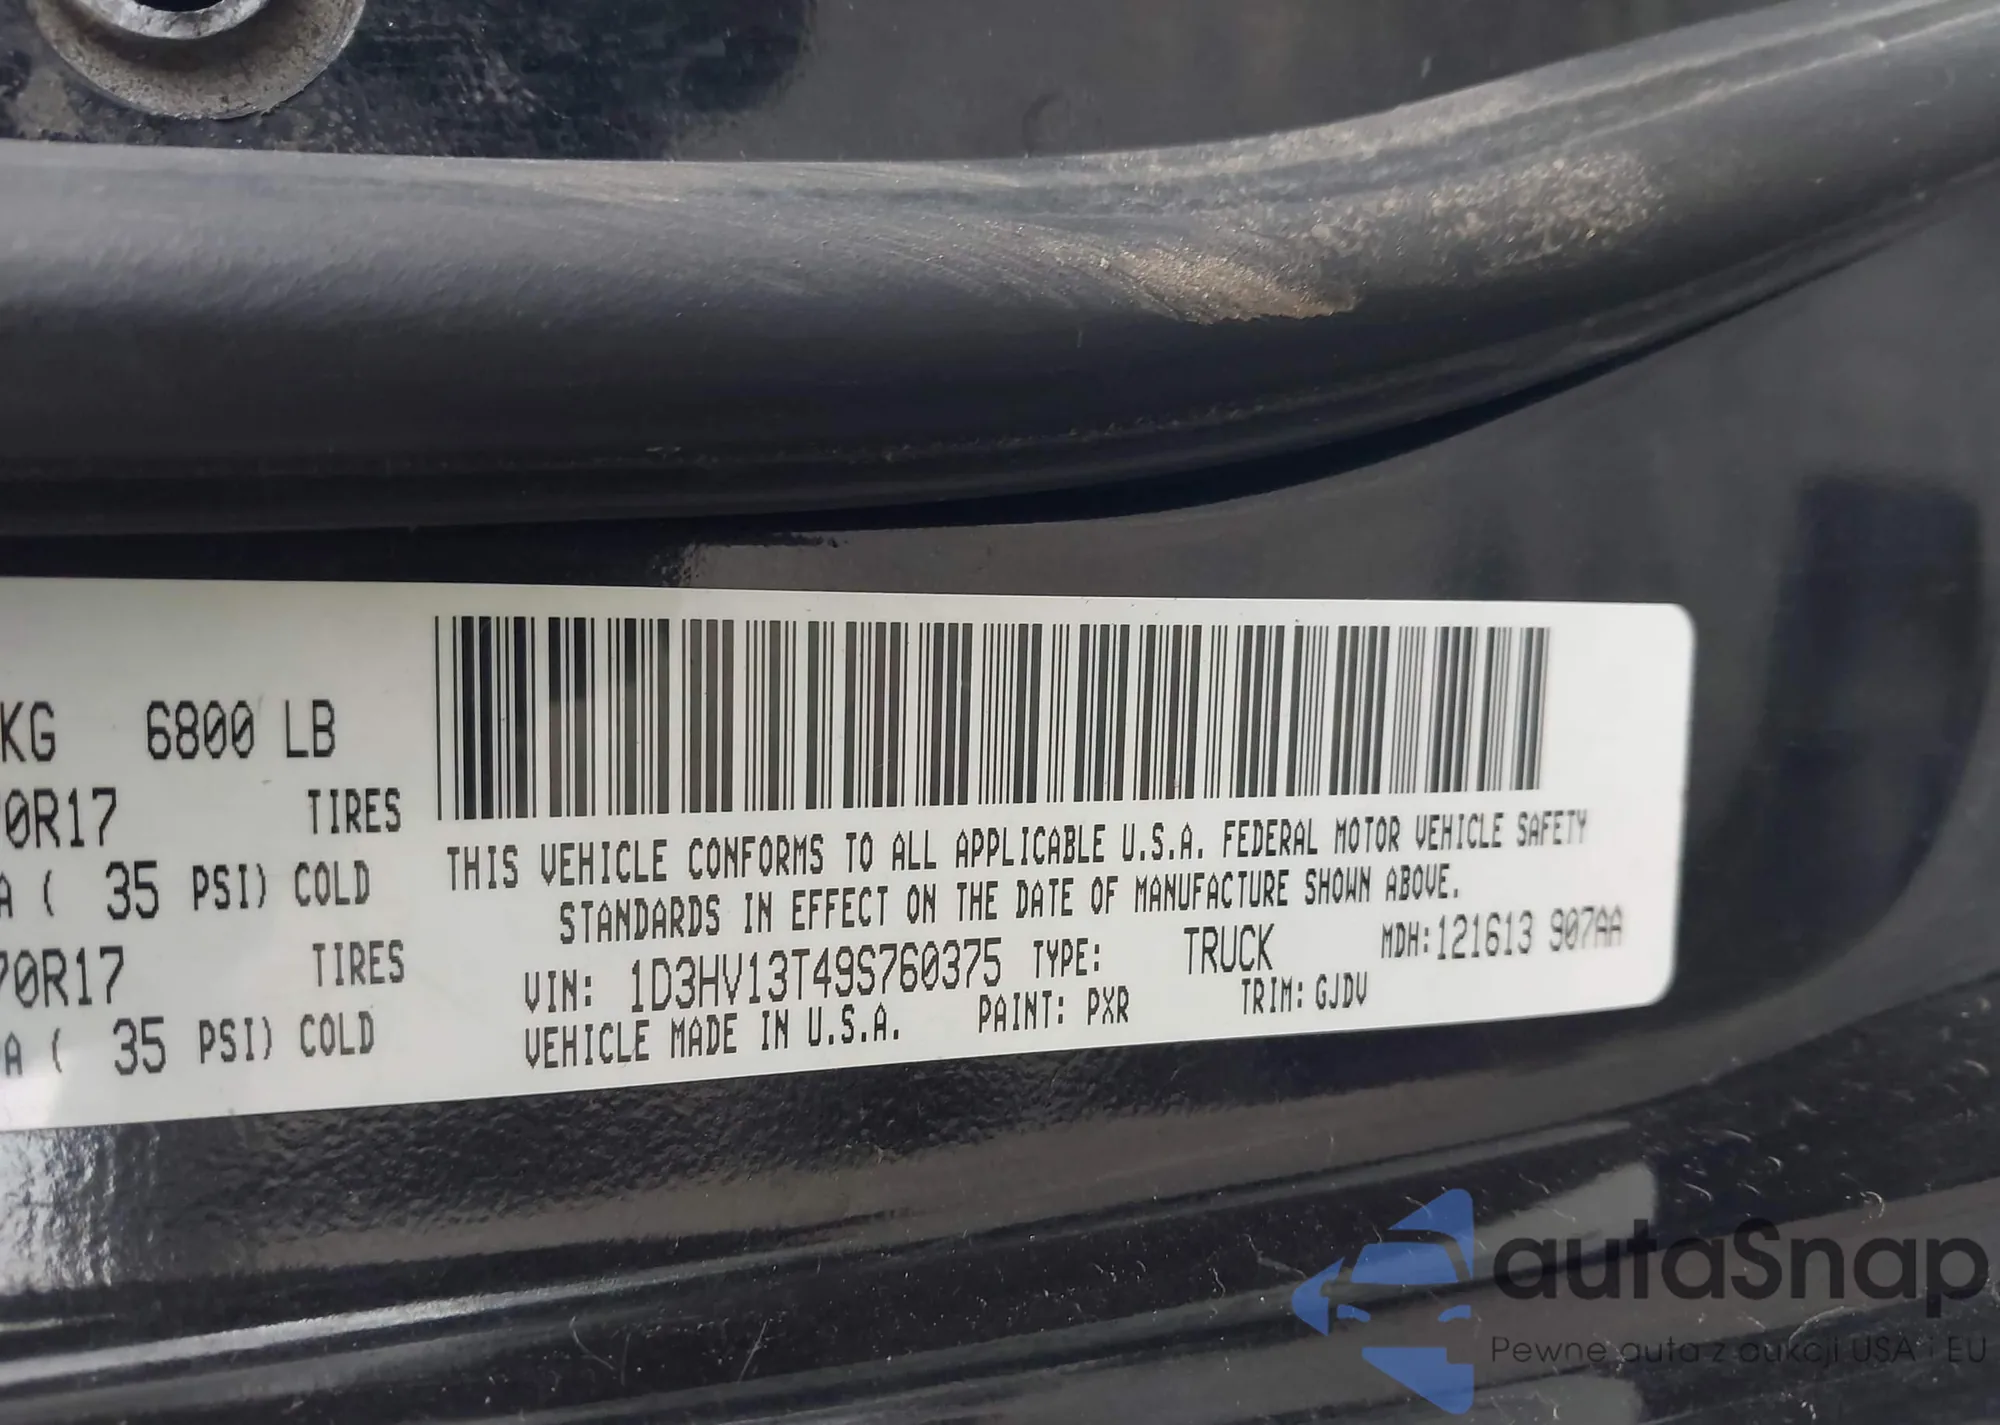 KG 6800 LB
70R17 TIRES
A ( 35 PSI) COLD
70R17 TIRES
PA ( 35 PSI) COLD
THIS VEHICLE CONFORMS TO ALL APPLICABLE U.S.A. FEDERAL MOTOR VEHICLE SAFETY
STANDARDS IN EFFECT ON THE DATE OF MANUFACTURE SHOWN ABOVE.
VIN: 1D3HV13T49S760375 TYPE: TRUCK MDH:121613 907AA
VEHICLE MADE IN U.S.A. PAINT: PXR TRIM: GJDV
autaSnap
Pewne auta z aukcji USA i EU